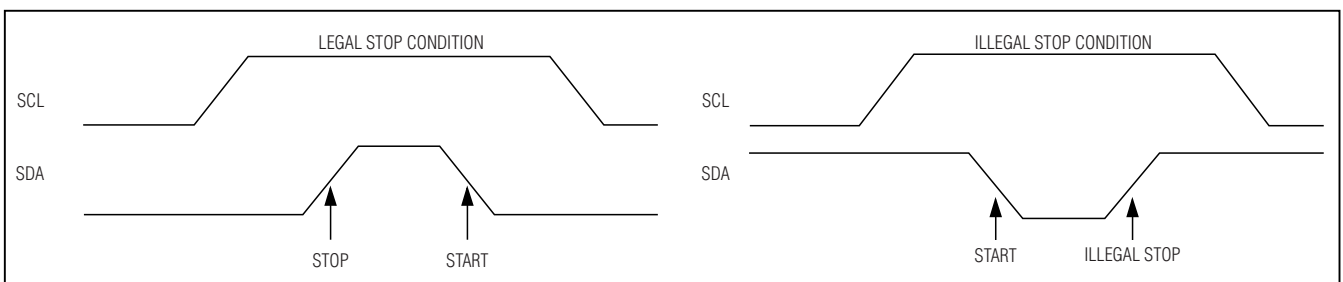 LEGAL STOP CONDITION
SCL
SDA
STOP
START
ILLEGAL STOP CONDITION
SCL
SDA
START
ILLEGAL STOP